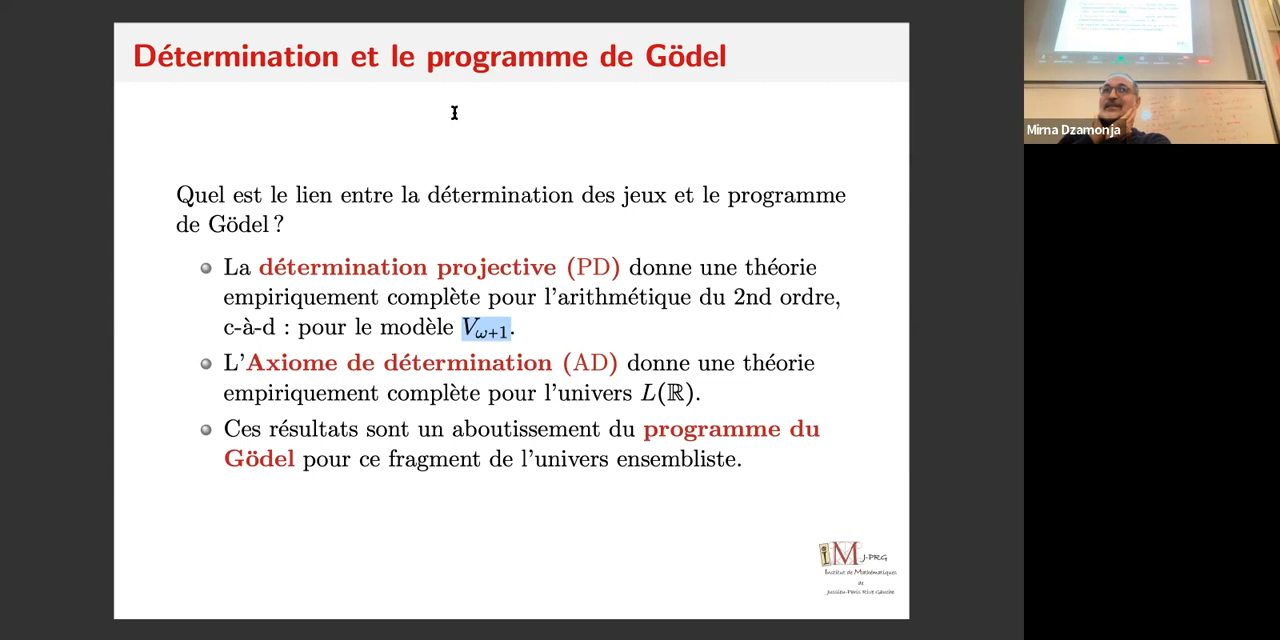 Détermination et le programme de Gödel
Quel est le lien entre la détermination des jeux et le programme
de Gödel ?
La détermination projective (PD) donne une théorie
empiriquement complète pour l'arithmétique du 2nd ordre,
c-à-d : pour le modèle Vω+1.
L'Axiome de détermination (AD) donne une théorie
empiriquement complète pour l'univers L(ℝ).
Ces résultats sont un aboutissement du programme du
Gödel pour ce fragment de l'univers ensembliste.
iMJ-PRG
Institut de Mathématiques
de
Jussieu-Paris Rive Gauche
Mirna Dzamonja